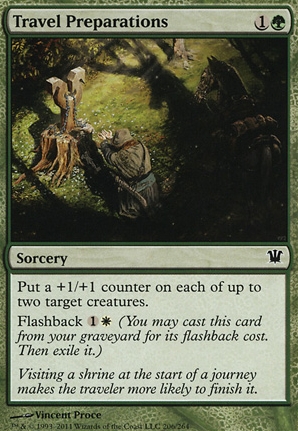 Travel Preparations 1
Sorcery
Put a +1/+1 counter on each of up to
two target creatures.
Flashback 1 (You may cast this card
from your graveyard for its flashback cost.
Then exile it.)
Visiting a shrine at the start of a journey
makes the traveler more likely to finish it.
Vincent Proce
™ & © 1993–2011 Wizards of the Coast LLC 206/264